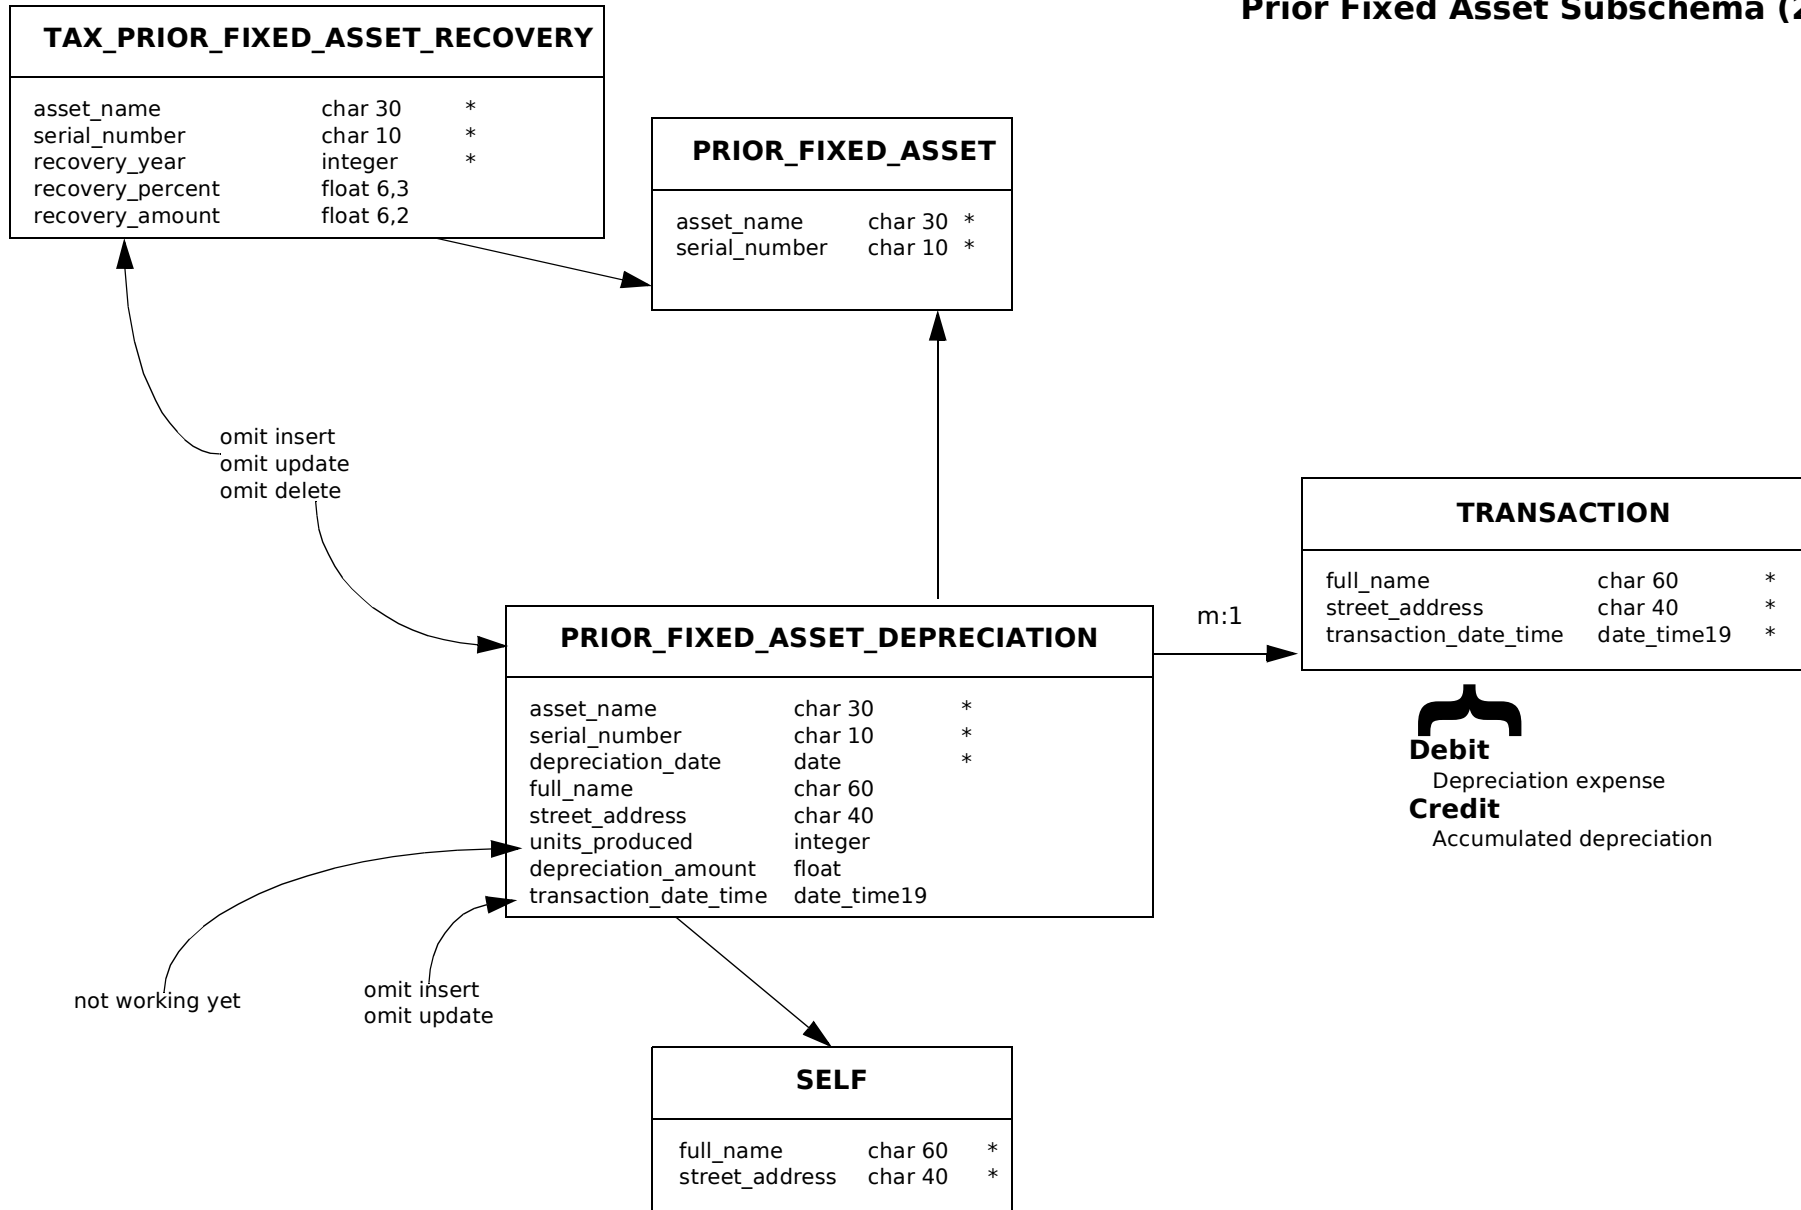 Prior Fixed Asset Subschema (2
TAX_PRIOR_FIXED_ASSET_RECOVERY
asset_name char 30 *
serial_number char 10 *
recovery_year integer *
recovery_percent float 6,3
recovery_amount float 6,2
PRIOR_FIXED_ASSET
asset_name char 30 *
serial_number char 10 *
omit insert
omit update
omit delete
TRANSACTION
full_name char 60 *
street_address char 40 *
transaction_date_time date_time19 *
m:1
PRIOR_FIXED_ASSET_DEPRECIATION
asset_name char 30 *
serial_number char 10 *
depreciation_date date *
full_name char 60
street_address char 40
units_produced integer
depreciation_amount float
transaction_date_time date_time19
{
Debit
Depreciation expense
Credit
Accumulated depreciation
not working yet
omit insert
omit update
SELF
full_name char 60 *
street_address char 40 *